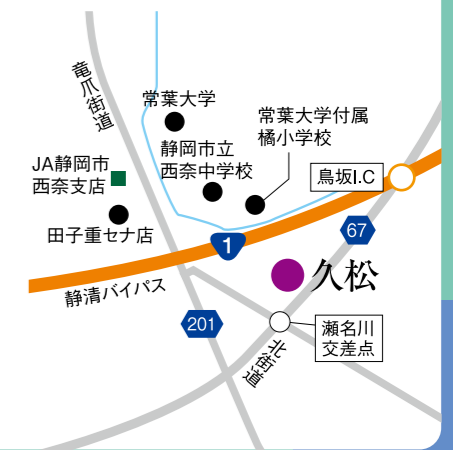 竜爪街道
常葉大学
常葉大学付属
橘小学校
静岡市立
西奈中学校
JA静岡市
西奈支店
鳥坂I.C
田子重セナ店
67
1
久松
静清バイパス
201
瀬名川
交差点
北街道